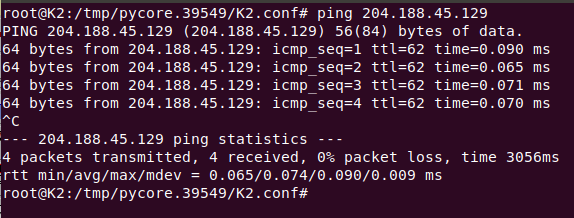 root@K2:/tmp/pycore.39549/K2.conf# ping 204.188.45.129
PING 204.188.45.129 (204.188.45.129) 56(84) bytes of data.
64 bytes from 204.188.45.129: icmp_seq=1 ttl=62 time=0.090 ms
64 bytes from 204.188.45.129: icmp_seq=2 ttl=62 time=0.065 ms
64 bytes from 204.188.45.129: icmp_seq=3 ttl=62 time=0.071 ms
64 bytes from 204.188.45.129: icmp_seq=4 ttl=62 time=0.070 ms
^C
--- 204.188.45.129 ping statistics ---
4 packets transmitted, 4 received, 0% packet loss, time 3056ms
rtt min/avg/max/mdev = 0.065/0.074/0.090/0.009 ms
root@K2:/tmp/pycore.39549/K2.conf#